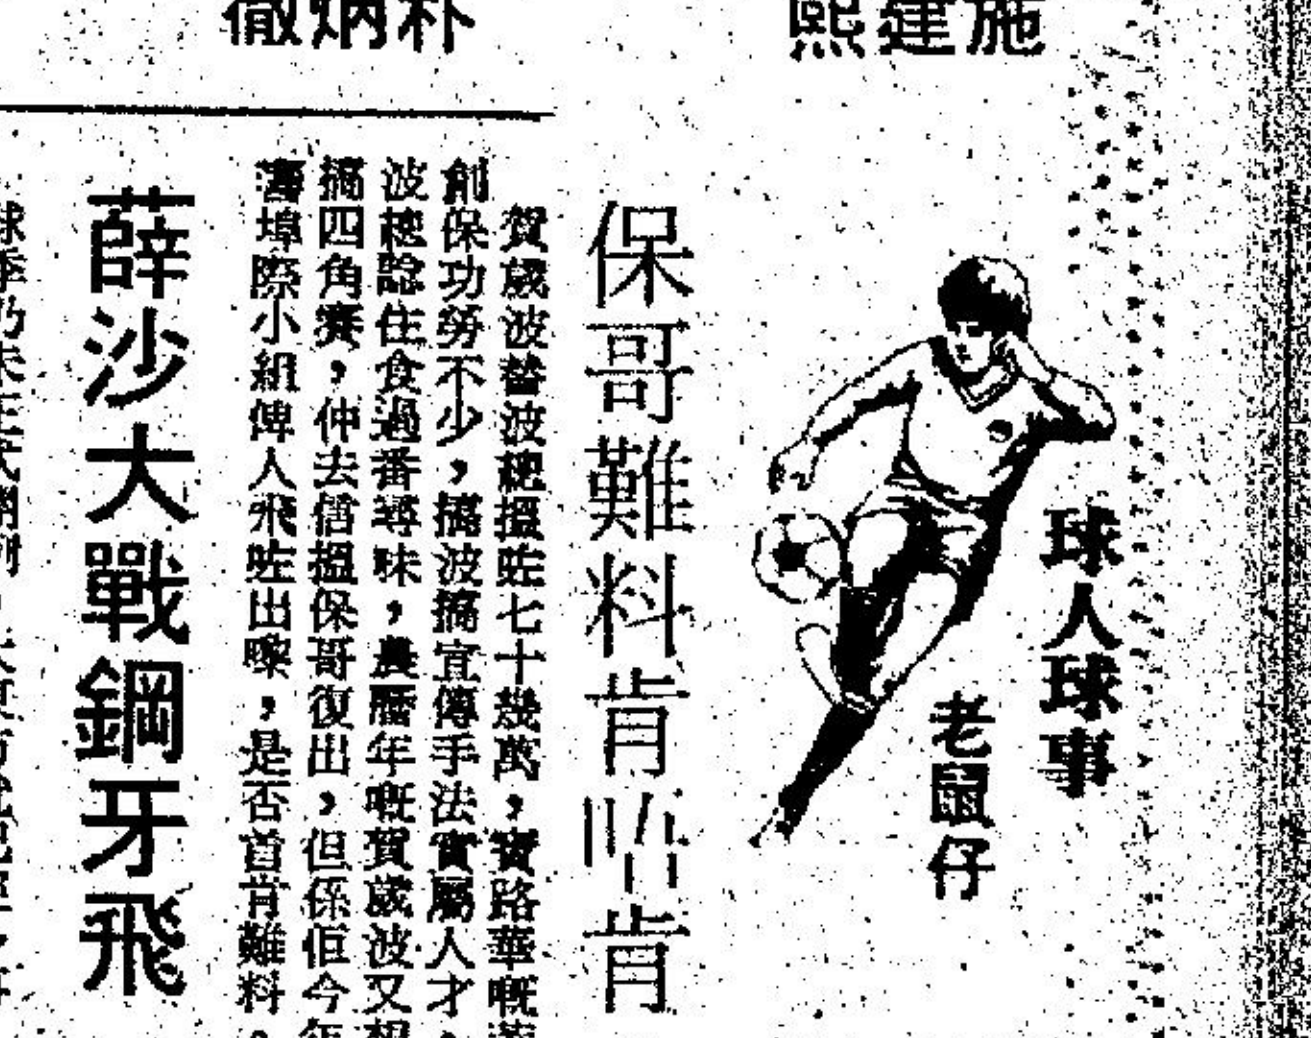 施建熙
朴炳徹
球人球事
老鼠仔
保哥難料肯唔肯
賀歲波替波總搵咗七十幾萬，寶路華嘅
創保功勞不少，搞波搞宣傳手法實屬人才，
波總諗住食過番尋味，農曆年嘅賀歲波又想
搞四角賽，仲去信搵保哥復出，但係佢今年
響埠際小組俾人飛咗出嚟，是否首肯難料。
薛沙大戰鋼牙飛